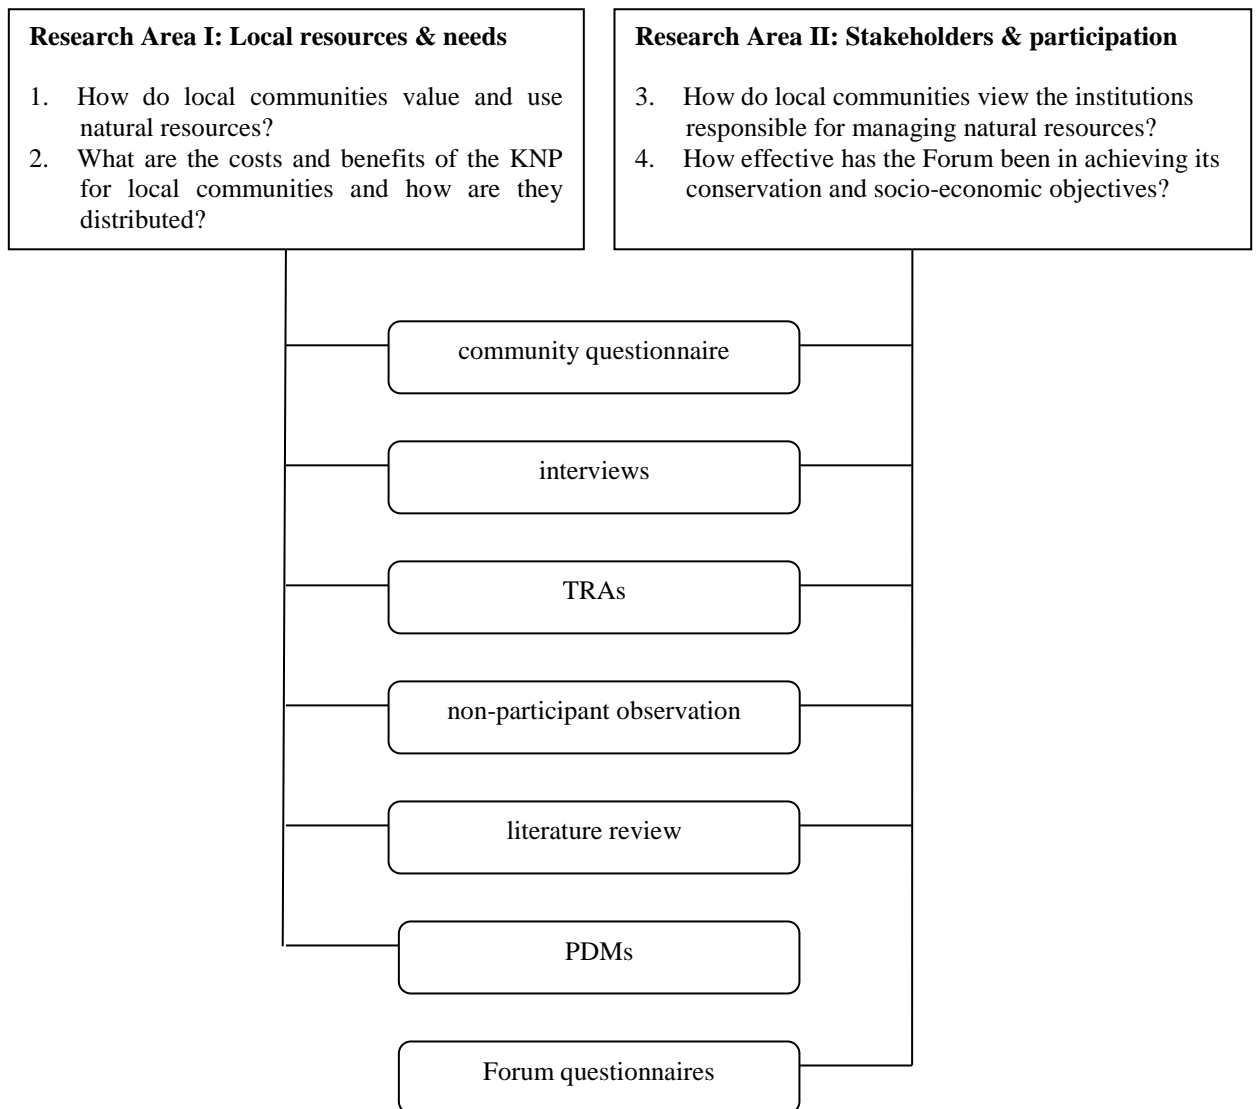 Research Area I: Local resources & needs
1. How do local communities value and use
natural resources?
2. What are the costs and benefits of the KNP
for local communities and how are they
distributed?
Research Area II: Stakeholders & participation
3. How do local communities view the institutions
responsible for managing natural resources?
4. How effective has the Forum been in achieving its
conservation and socio-economic objectives?
community questionnaire
interviews
TRAs
non-participant observation
literature review
PDMs
Forum questionnaires